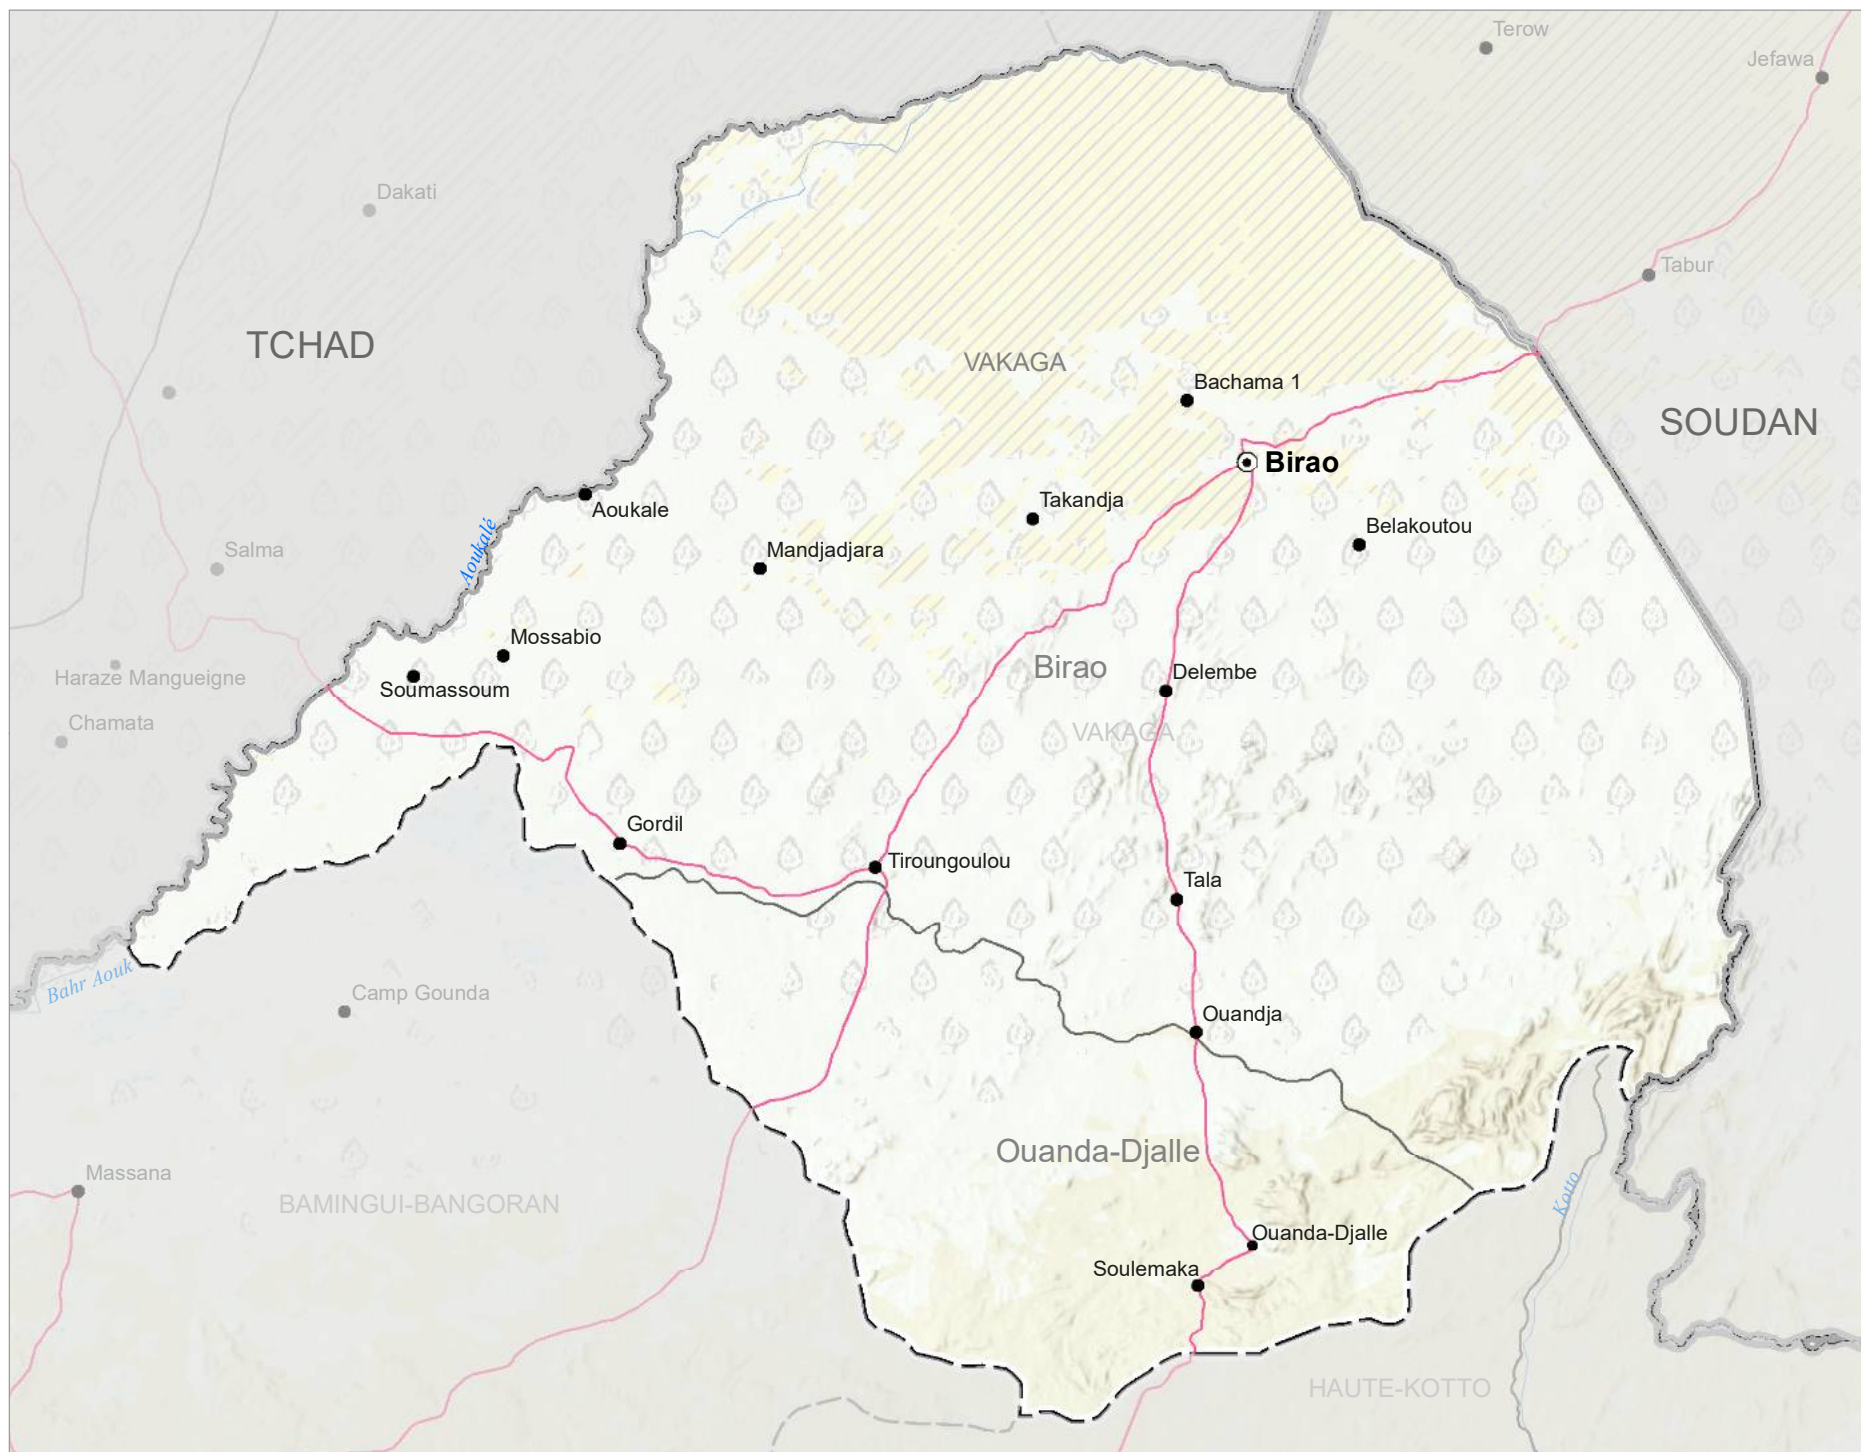 Terow
Jefawa
Dakati
Tabur
TCHAD
VAKAGA
Bachama 1
SOUDAN
Birao
Takandja
Aoukale
Belakoutou
Aoukalé
Salma
Mandjadjara
Mossabio
Birao
Delembe
Haraze Mangueigne
Soumassoum
Chamata
VAKAGA
Gordil
Tiroungoulou
Tala
Bahr Aouk
Camp Gounda
Ouandja
Ouanda-Djalle
Massana
BAMINGUI-BANGORAN
Kotto
Ouanda-Djalle
Soulemaka
HAUTE-KOTTO